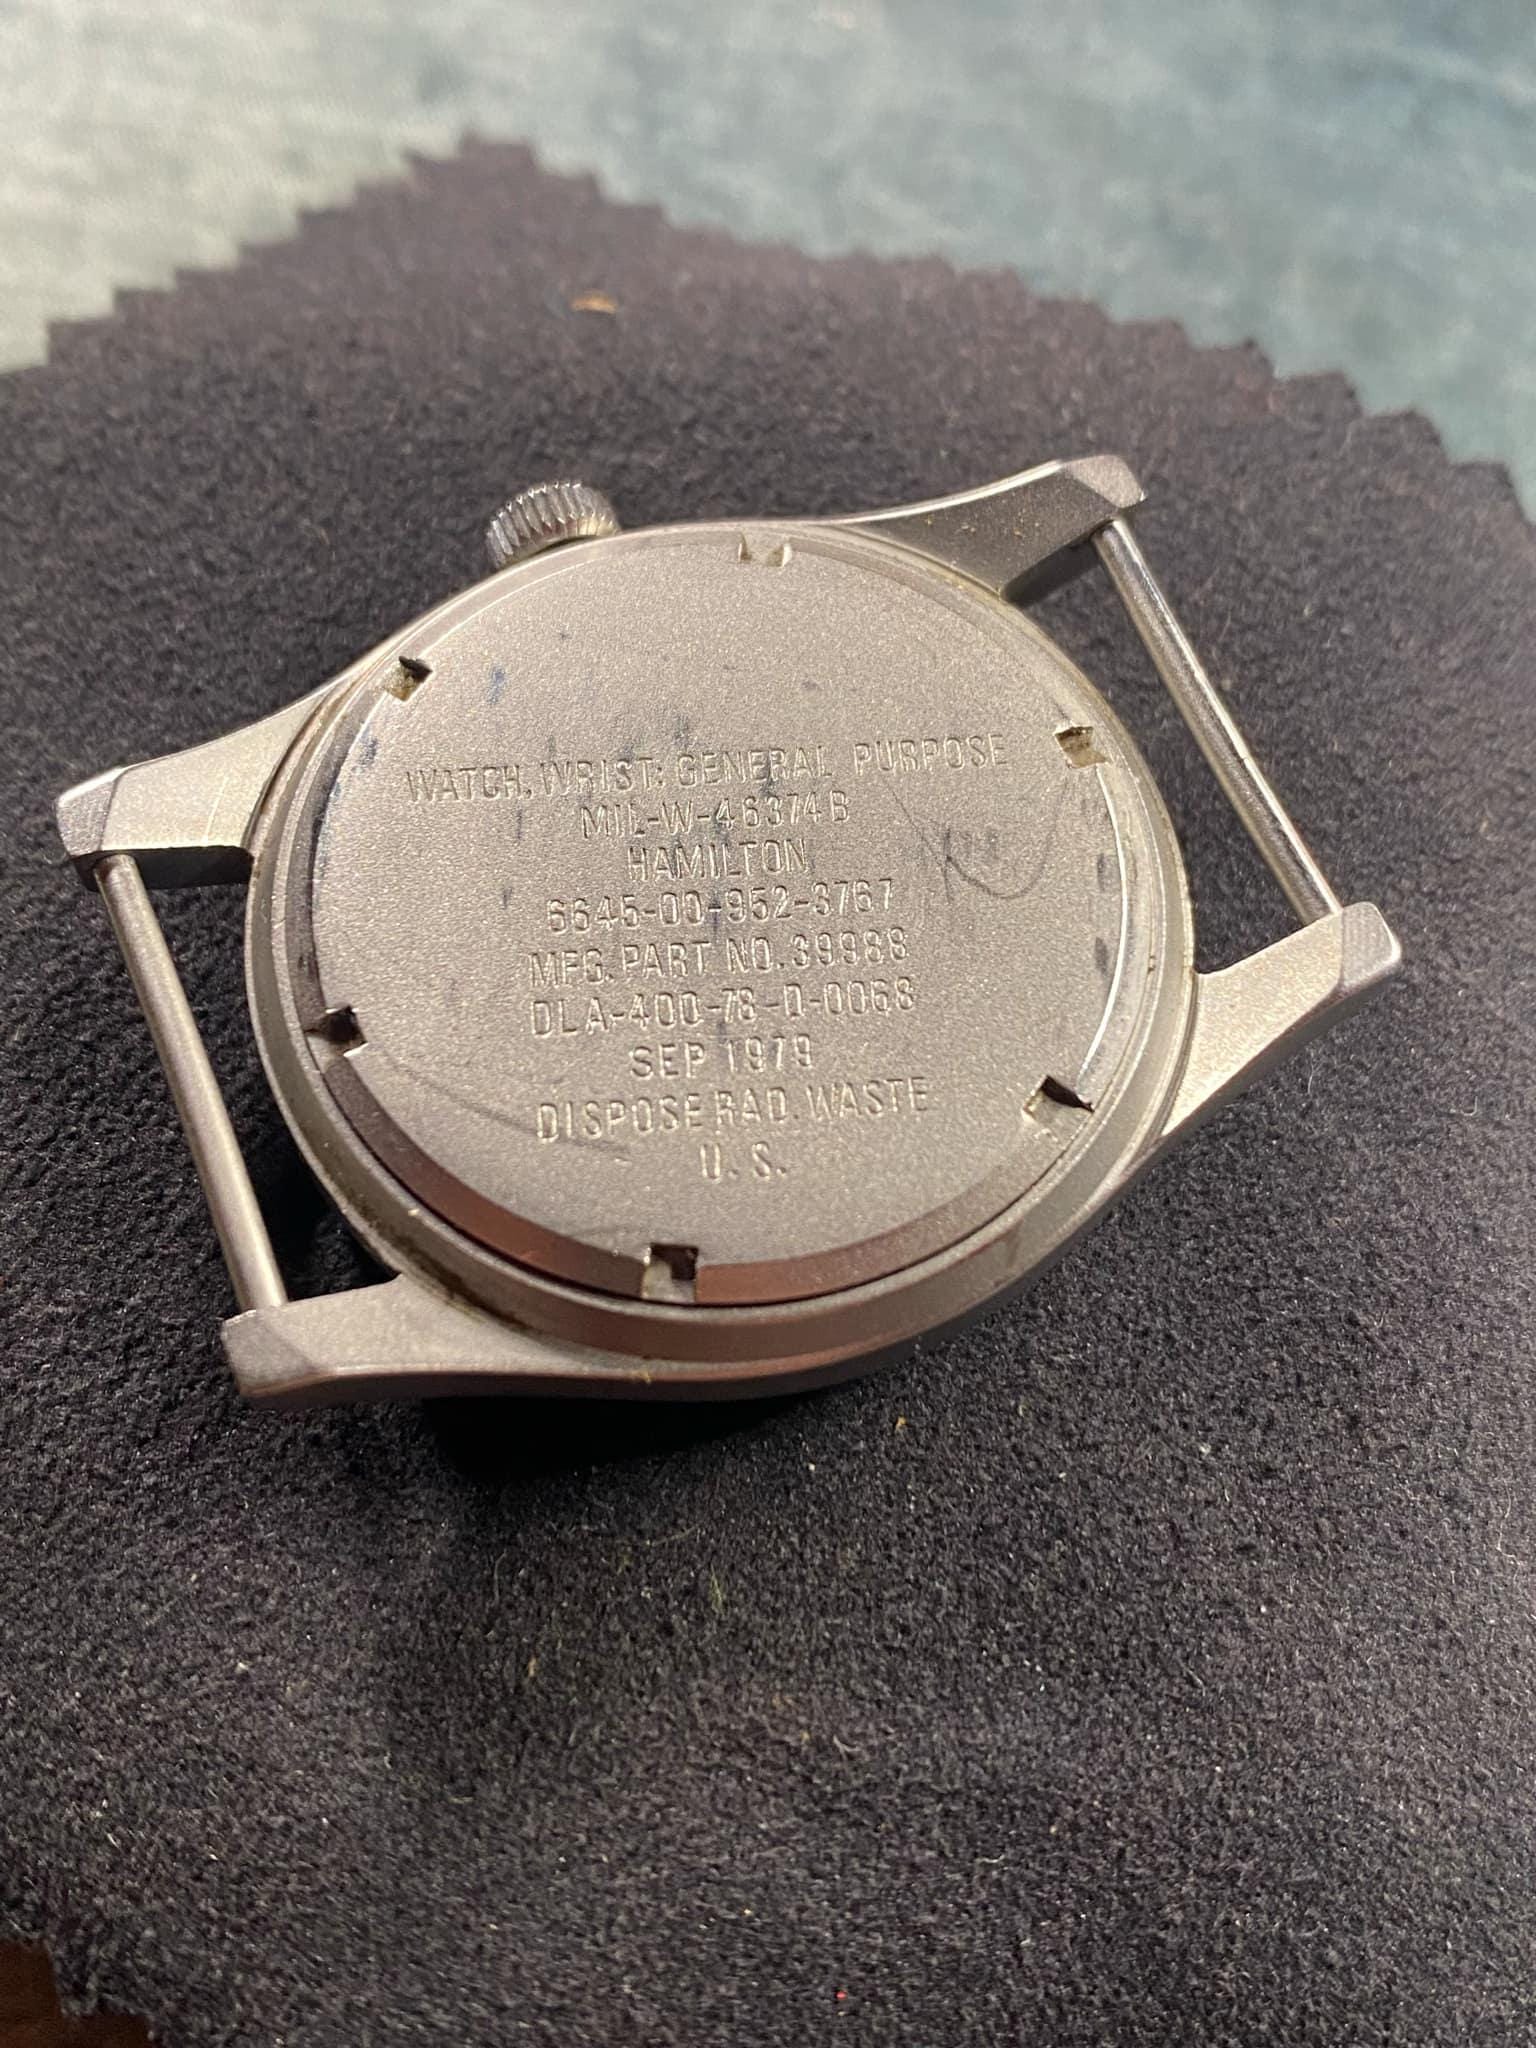 WATCH, WRIST: GENERAL PURPOSE
MIL-W-46374B
HAMILTON
6645-00-952-3767
MFG. PART NO. 39988
DLA-400-78-D-0068
SEP 1979
DISPOSE RAD. WASTE
U. S.